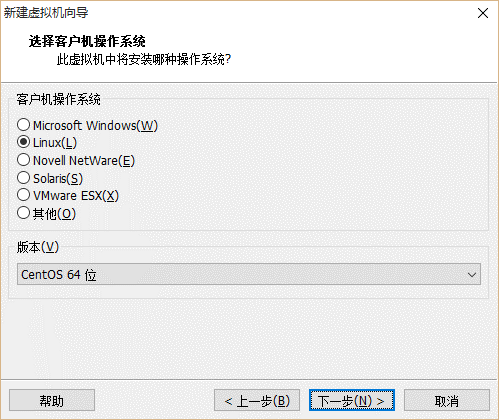 新建虚拟机向导
选择客户机操作系统
此虚拟机中将安装哪种操作系统?
客户机操作系统
Microsoft Windows(W)
Linux(L)
Novell NetWare(E)
Solaris(S)
VMware ESX(X)
其他(O)
版本(V)
CentOS 64 位
帮助 < 上一步(B) 下一步(N) > 取消